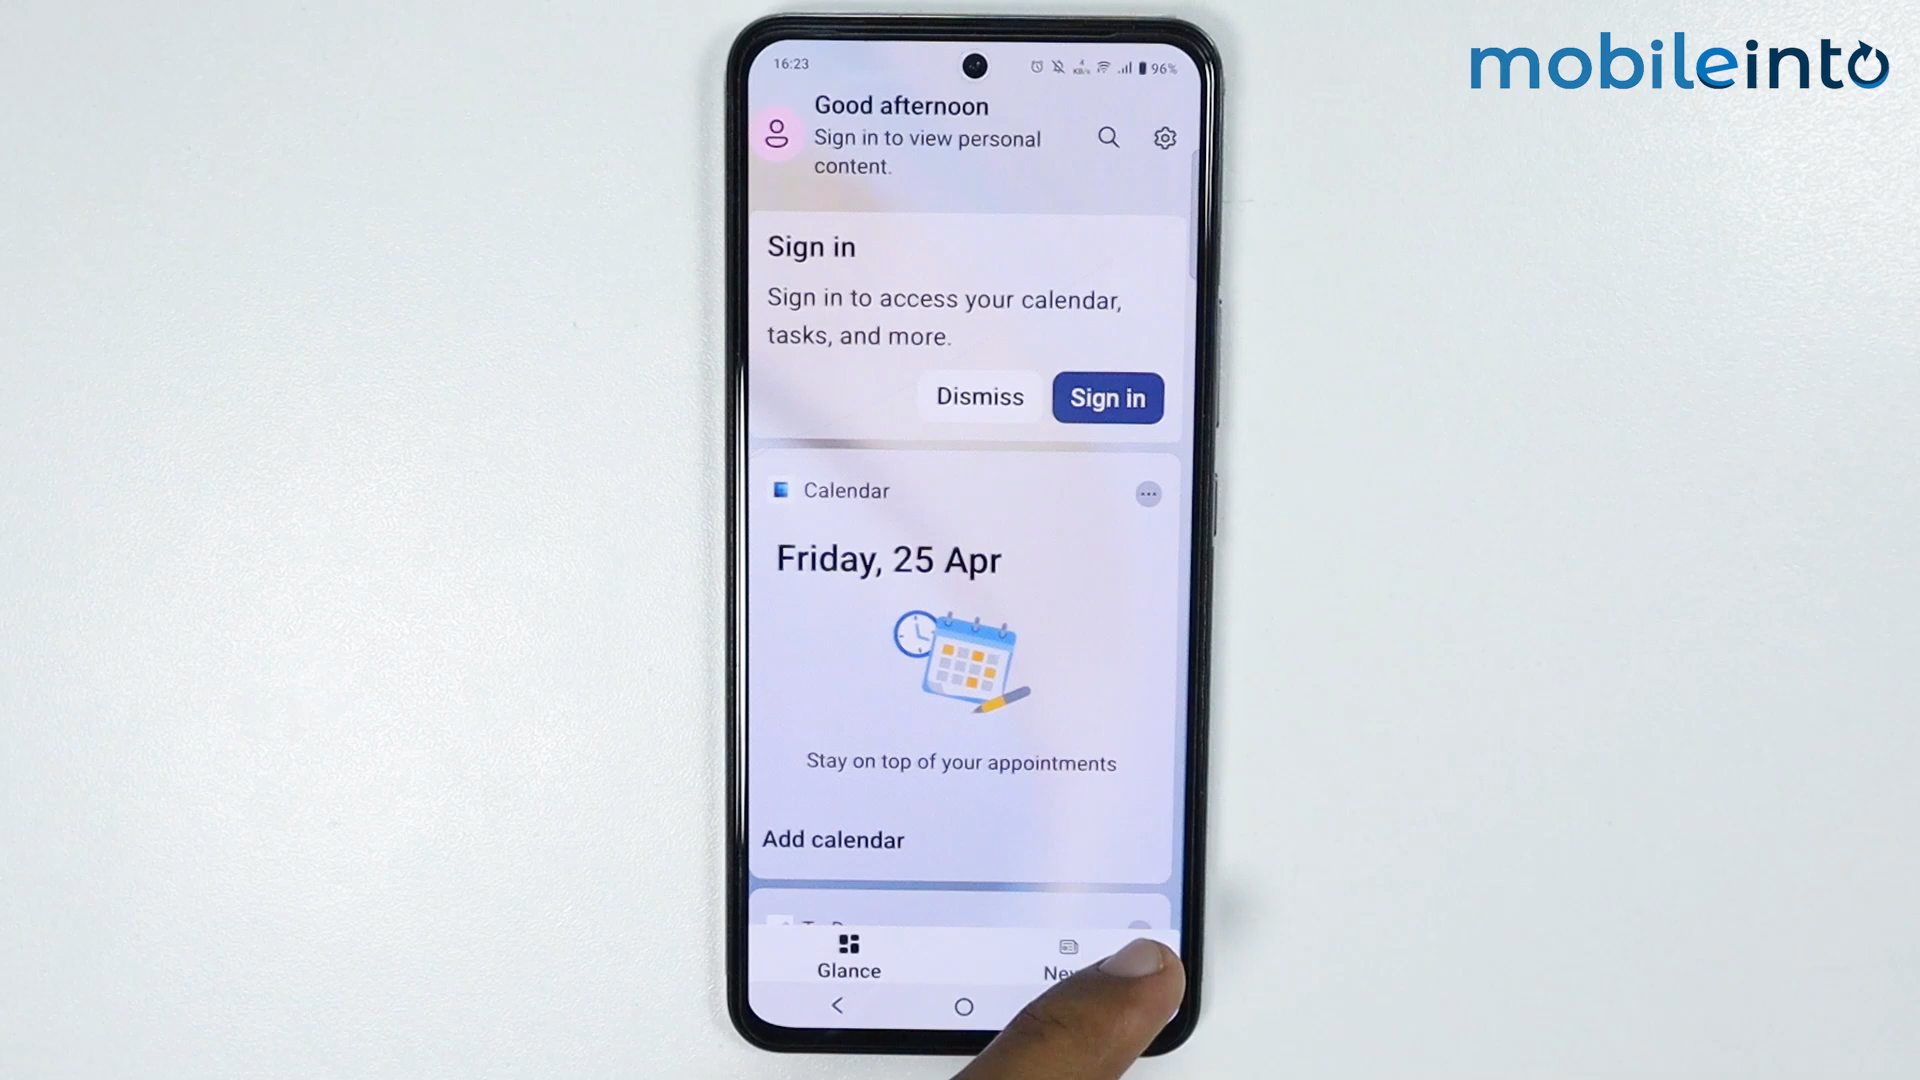 mobileinto
16:23
KB/s
96%
Good afternoon
Sign in to view personal
content.
Sign in
Sign in to access your calendar,
tasks, and more.
Dismiss
Sign in
Calendar
Friday, 25 Apr
Stay on top of your appointments
Add calendar
Glance